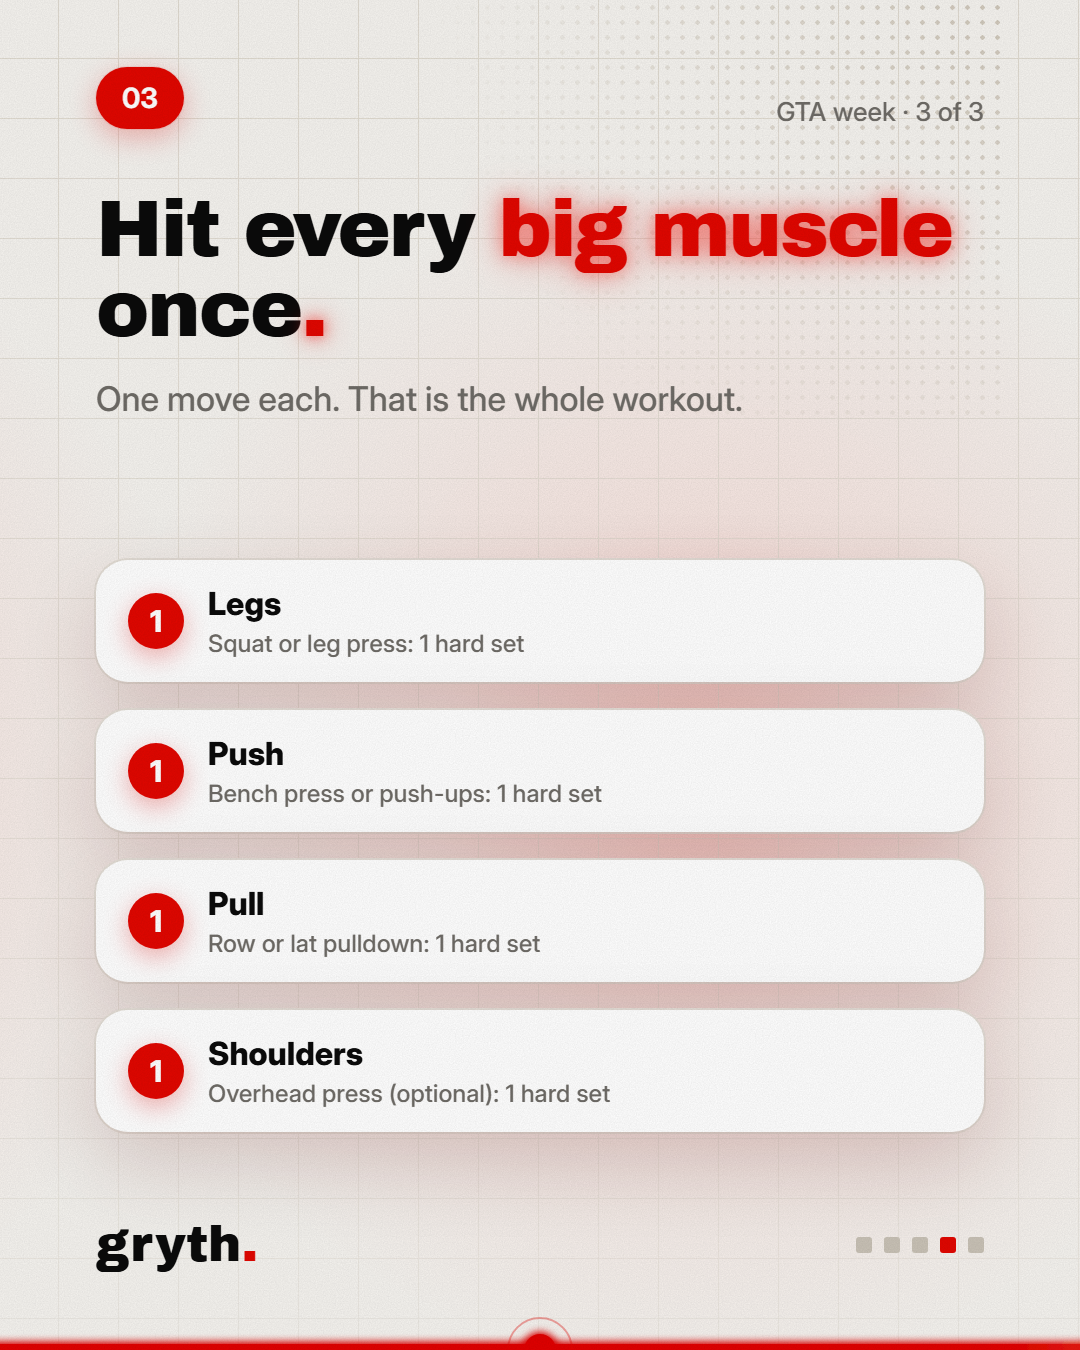 03
GTA week · 3 of 3
Hit every big muscle
once.
One move each. That is the whole workout.
1
Legs
Squat or leg press: 1 hard set
1
Push
Bench press or push-ups: 1 hard set
1
Pull
Row or lat pulldown: 1 hard set
1
Shoulders
Overhead press (optional): 1 hard set
gryth.